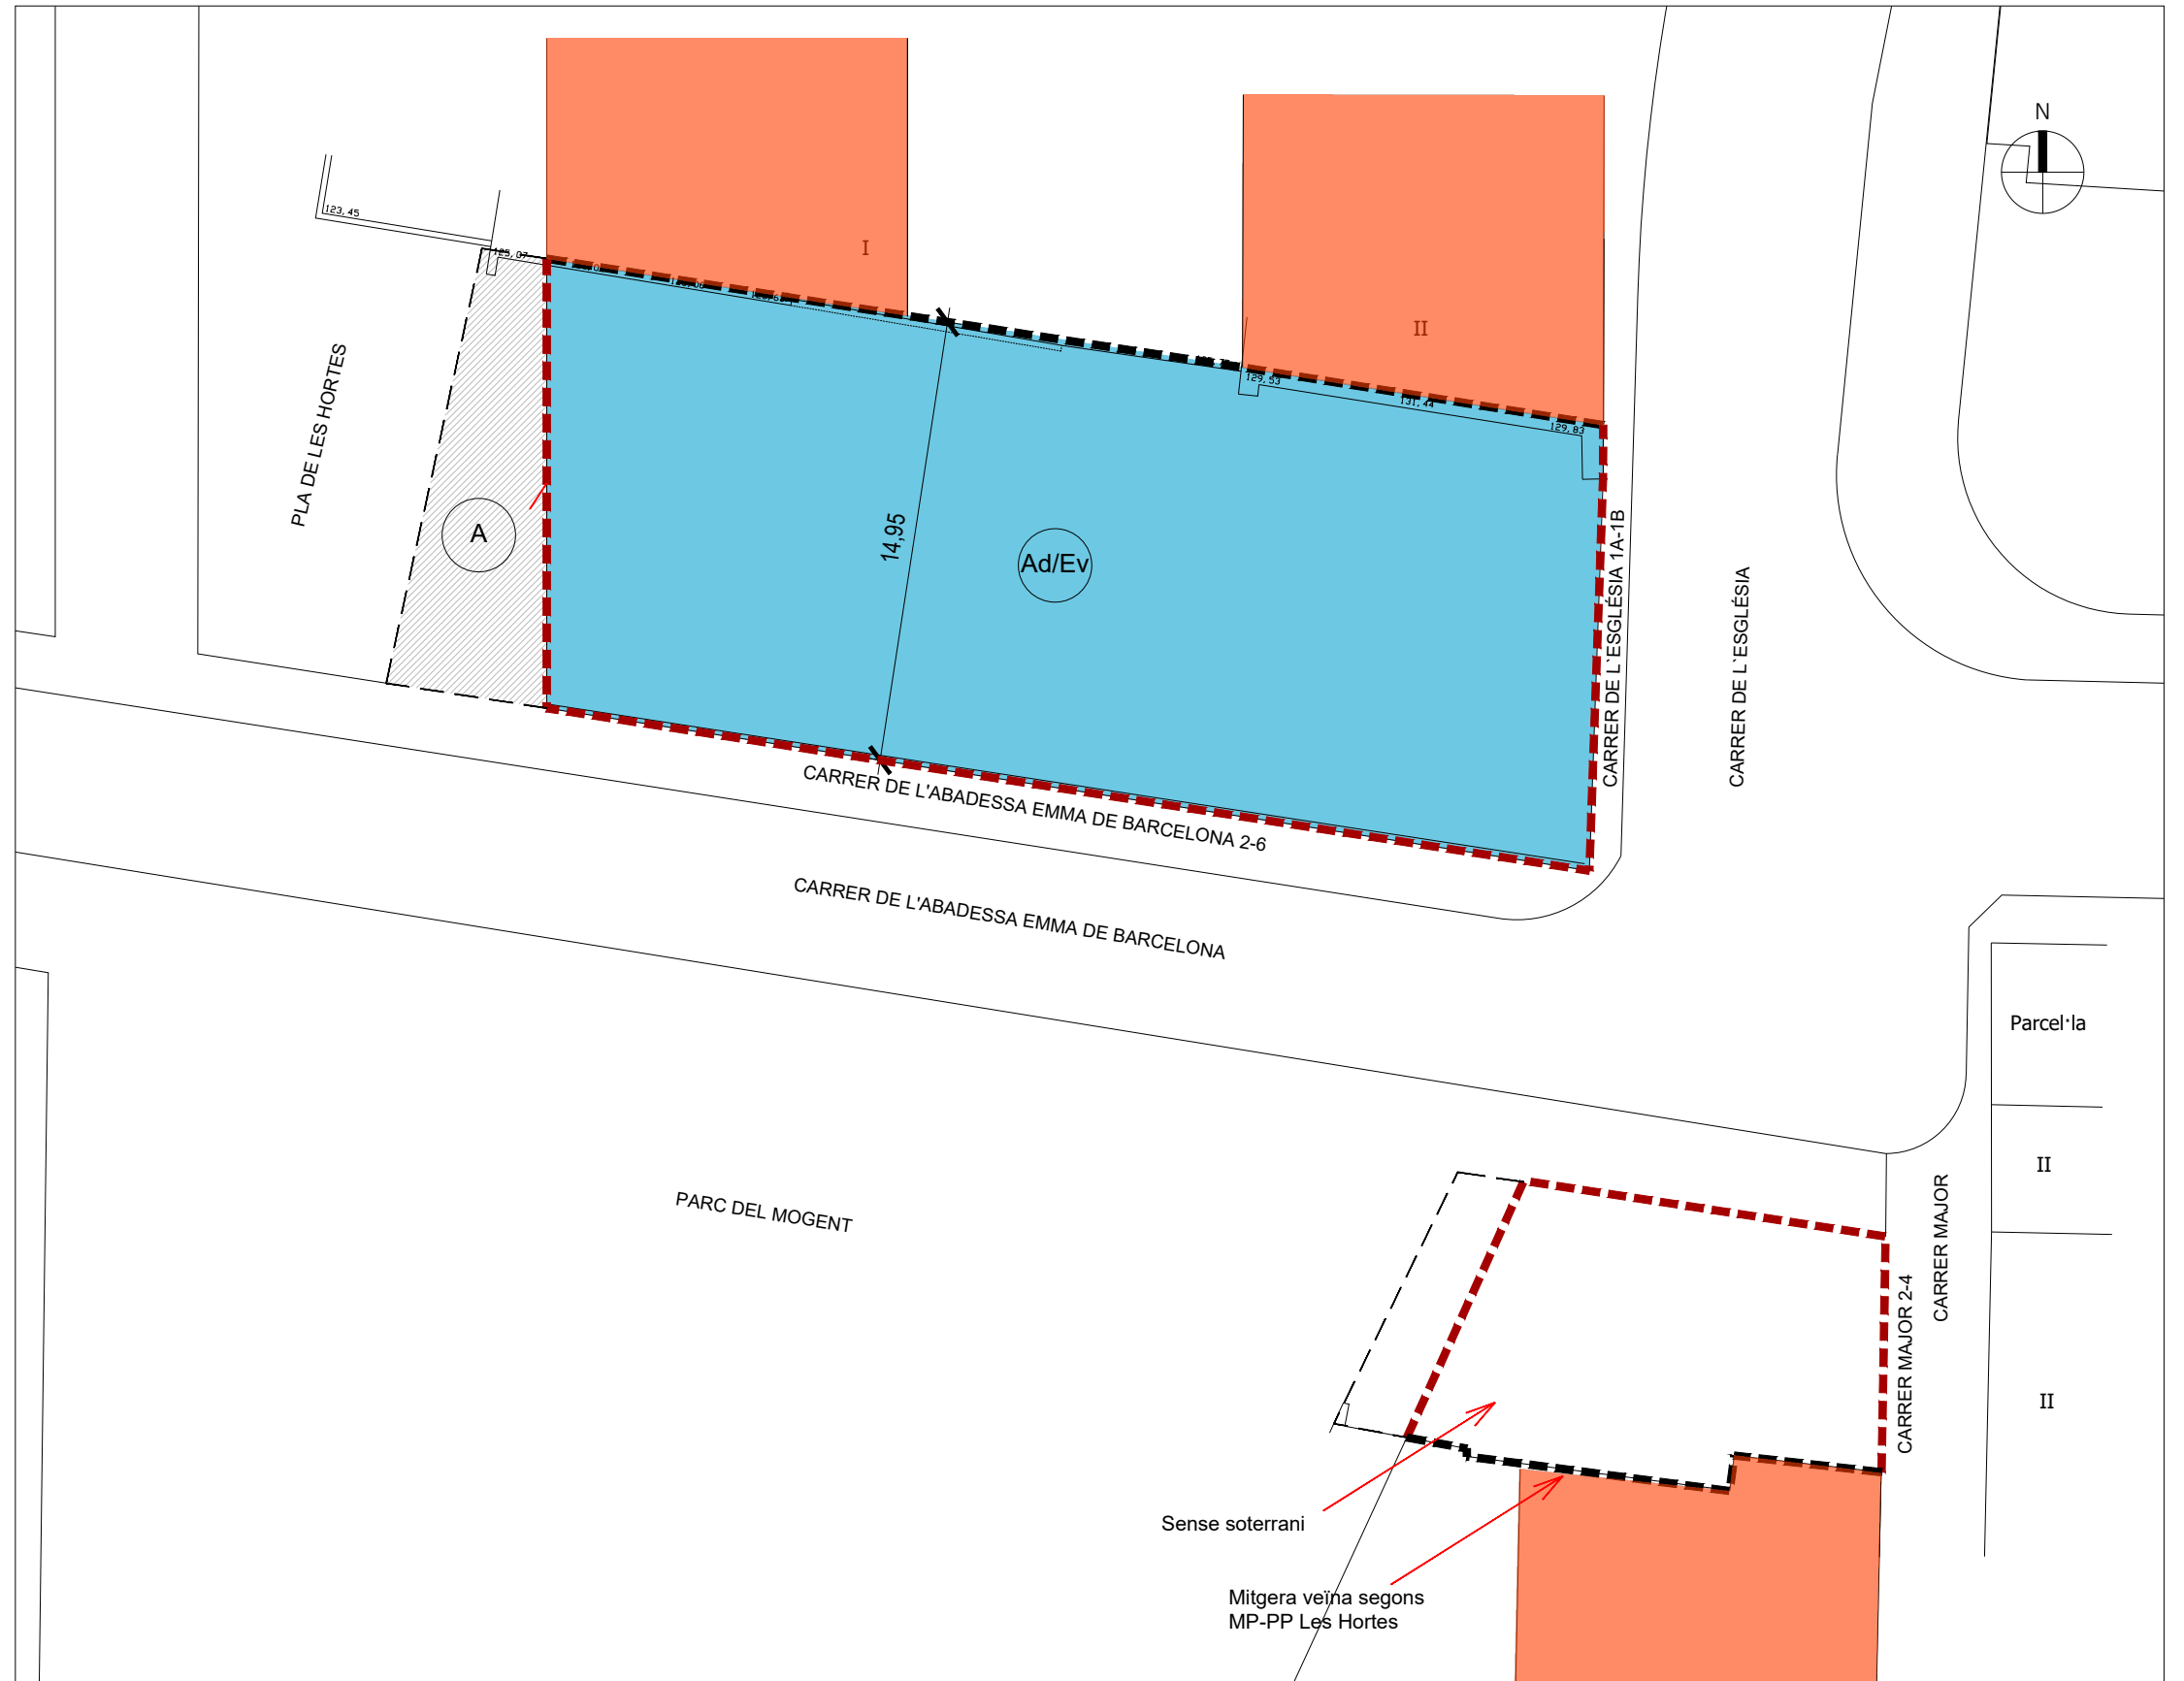 N
123,45
125,07
I
II
129,53
131,44
129,83
PLA DE LES HORTES
A
14,95
Ad/Ev
CARRER DE L`ESGLÉSIA 1A-1B
CARRER DE L`ESGLÉSIA
CARRER DE L'ABADESSA EMMA DE BARCELONA 2-6
CARRER DE L'ABADESSA EMMA DE BARCELONA
Parcel·la
II
PARC DEL MOGENT
CARRER MAJOR
CARRER MAJOR 2-4
II
Sense soterrani
Mitgera veïna segons
MP-PP Les Hortes